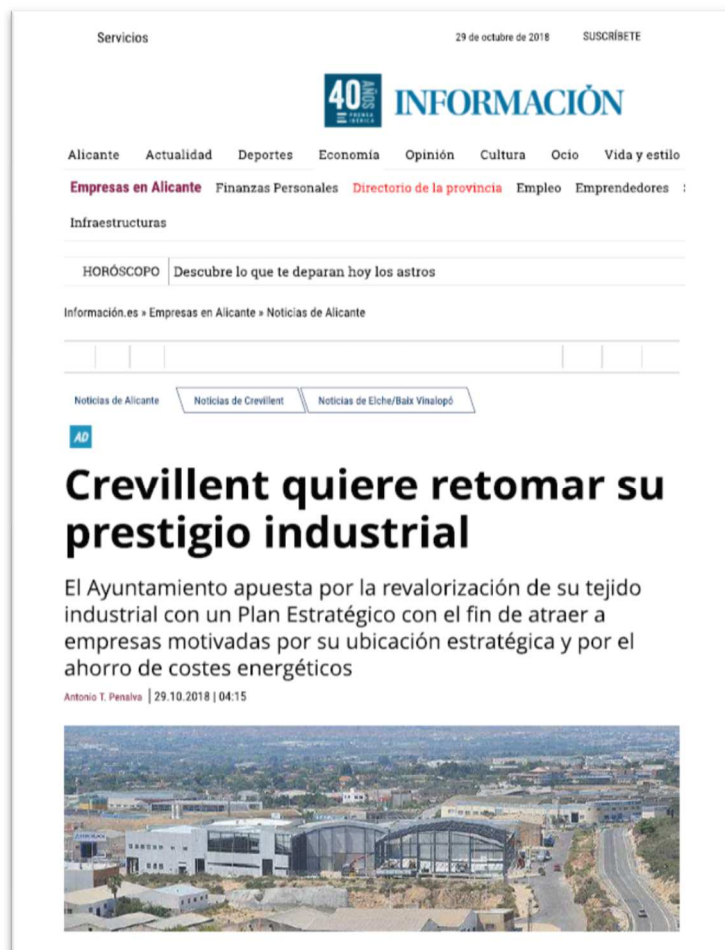 Servicios
29 de octubre de 2018 SUSCRÍBETE
40 AÑOS PRENSA IBÉRICA INFORMACIÓN
Alicante Actualidad Deportes Economía Opinión Cultura Ocio Vida y estilo
Empresas en Alicante Finanzas Personales Directorio de la provincia Empleo Emprendedores
Infraestructuras
HORÓSCOPO Descubre lo que te deparan hoy los astros
Información.es » Empresas en Alicante » Noticias de Alicante
Noticias de Alicante Noticias de Crevillent Noticias de Elche/Baix Vinalopó
AD
Crevillent quiere retomar su
prestigio industrial
El Ayuntamiento apuesta por la revalorización de su tejido
industrial con un Plan Estratégico con el fin de atraer a
empresas motivadas por su ubicación estratégica y por el
ahorro de costes energéticos
Antonio T. Penalva | 29.10.2018 | 04:15